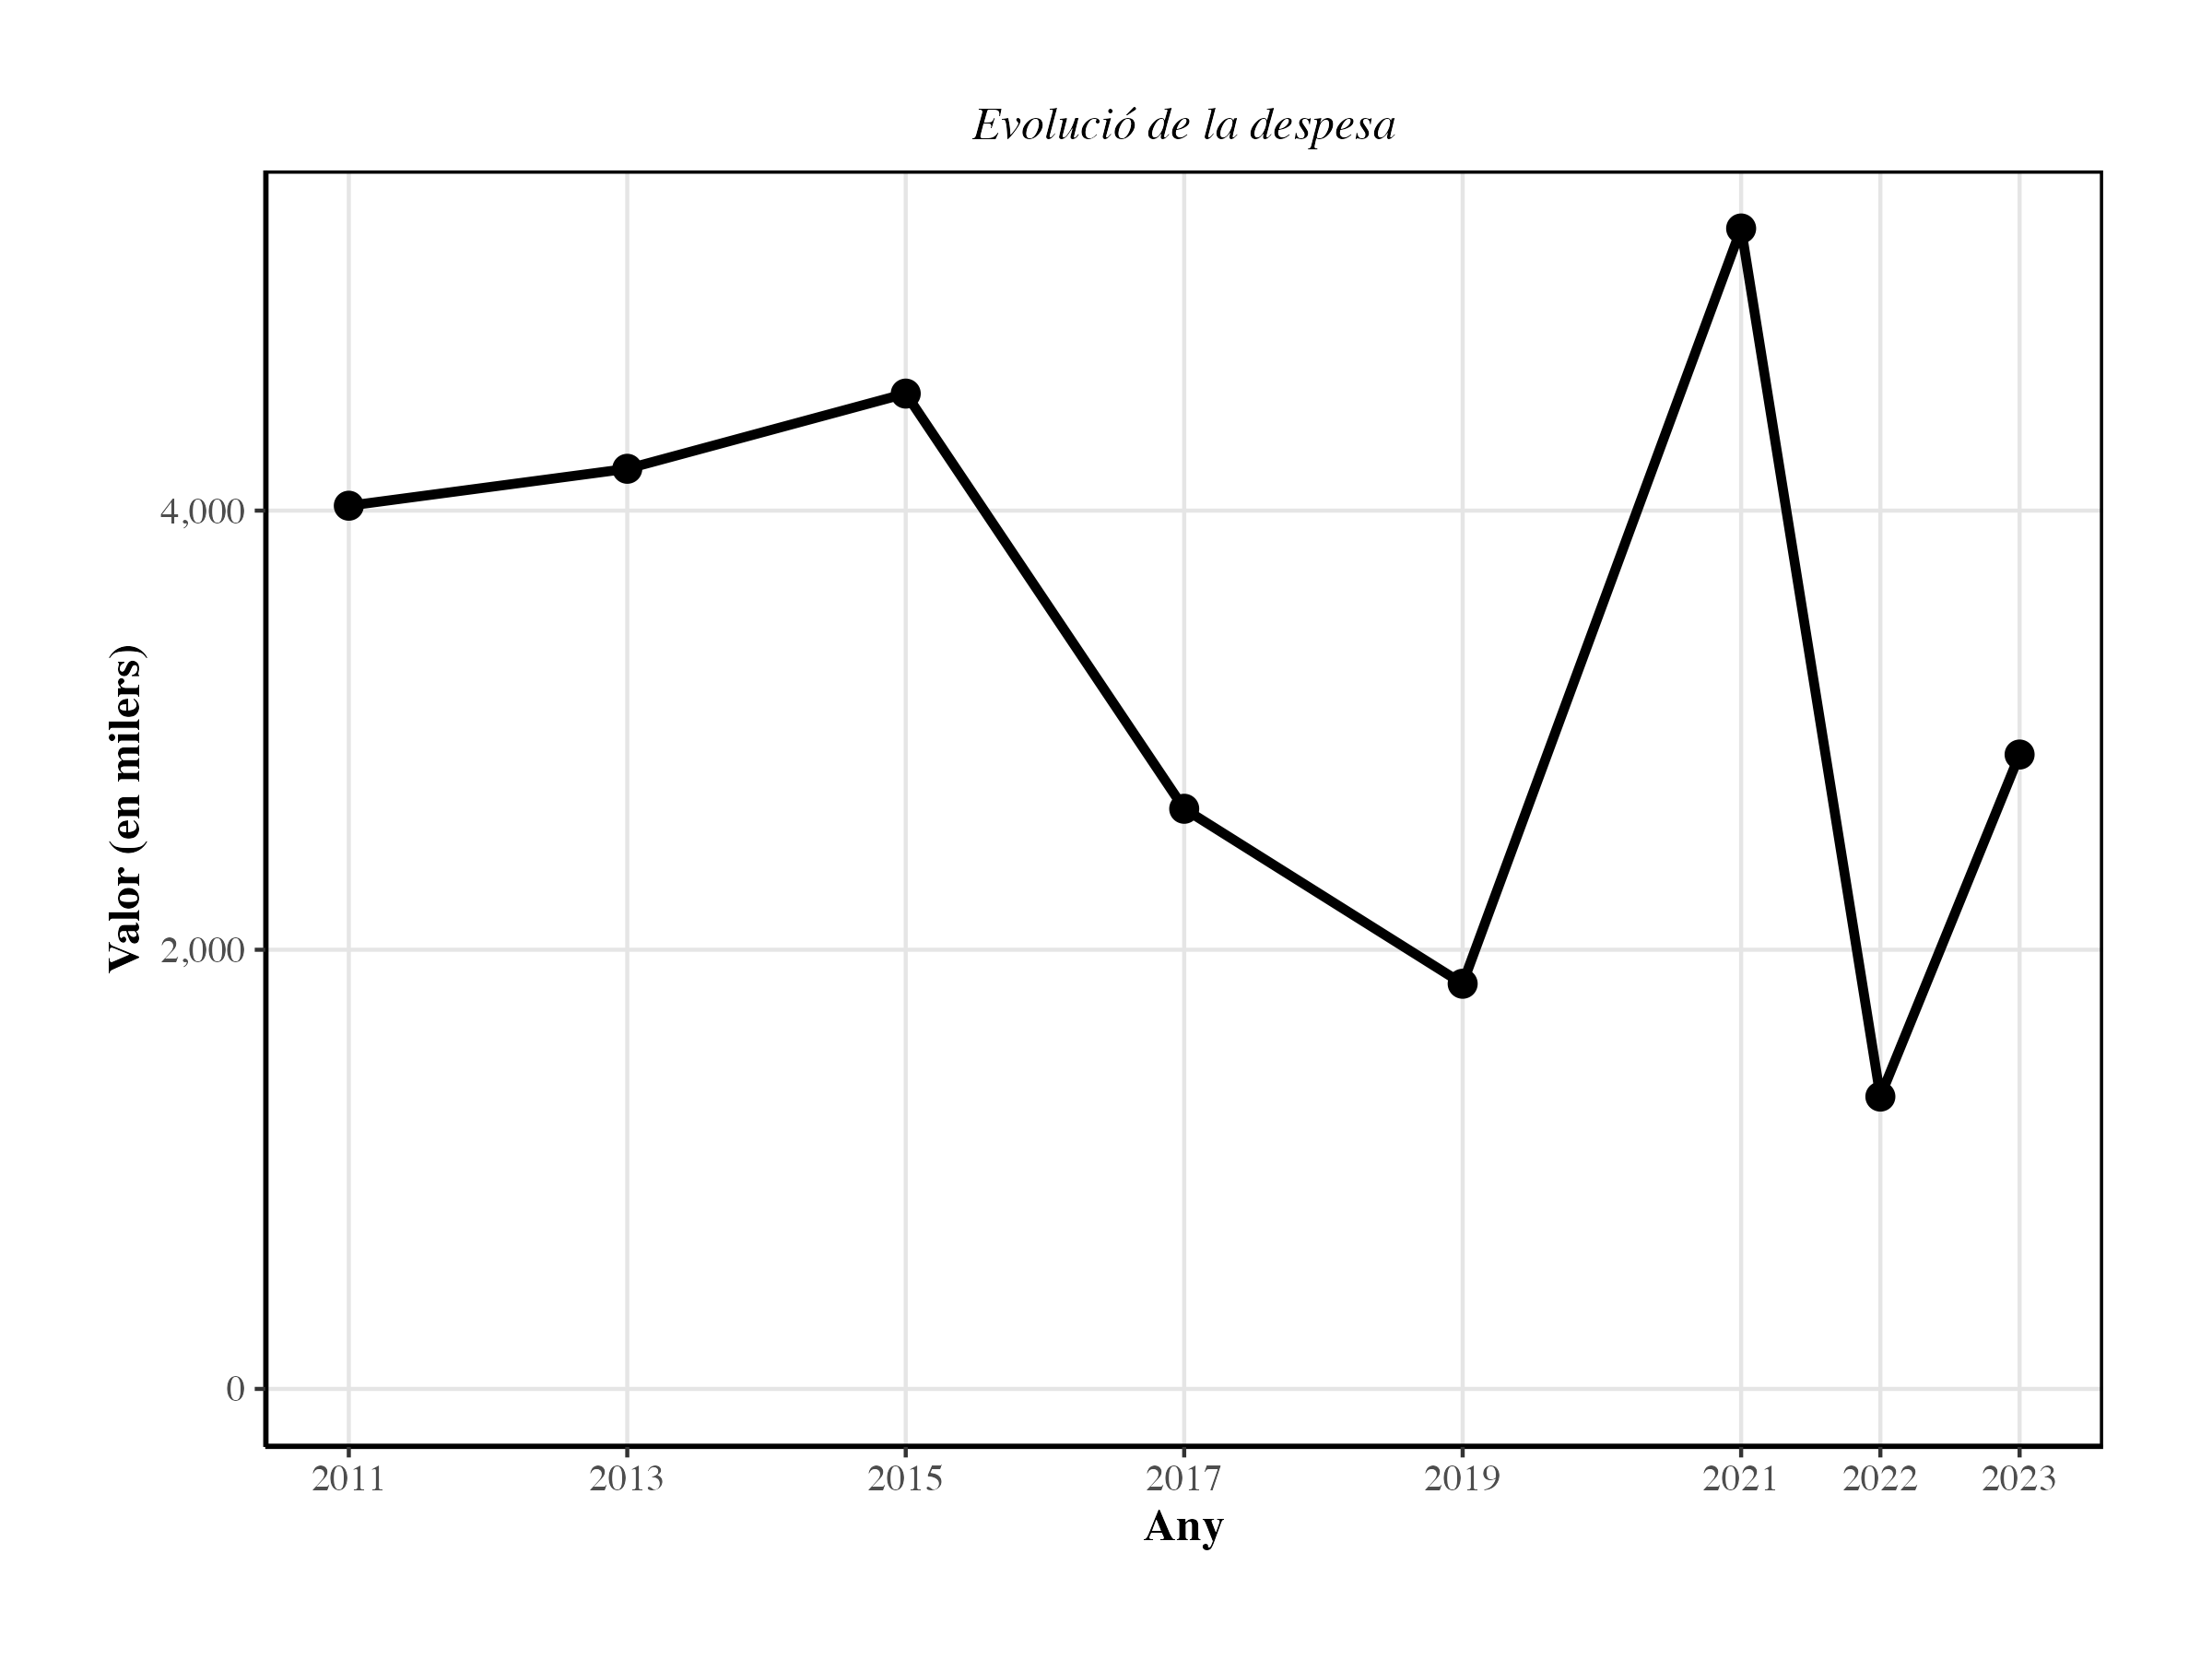 Evolució de la despesa
Valor (en milers)
4,000
2,000
0
2011 2013 2015 2017 2019 2021 2022 2023
Any